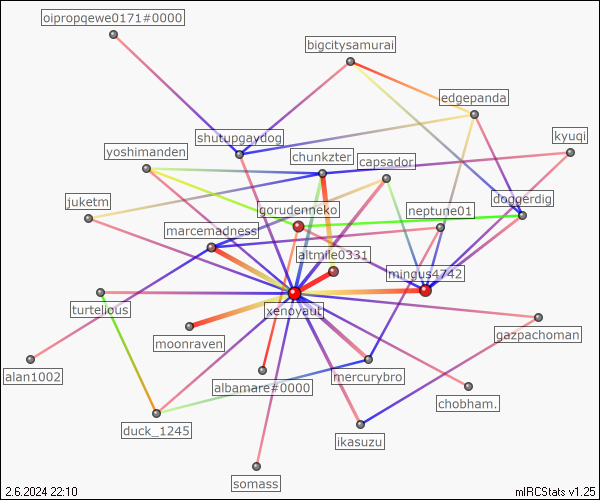 oipropqewe0171#0000
bigcitysamurai
edgepanda
shutupgaydog
kyuqi
yoshimanden
chunkzter
capsador
juketm
gorudenneko
neptune01
doggerdig
marcemadness
altmile0331
mingus4742
turtelious
xenoyaut
moonraven
gazpachoman
alan1002
albamare#0000
mercurybro
chobham.
duck_1245
ikasuzu
somass
2.6.2024 22:10
mIRCStats v1.25